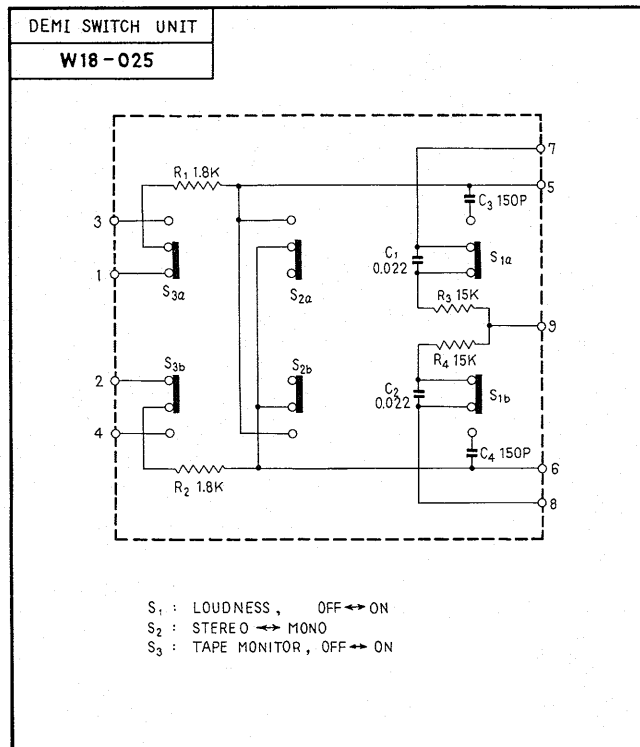 DEMI SWITCH UNIT
W18-025
7
R₁ 1.8K
5
C₃ 150P
3
C₁
0.022
S₁ₐ
1
S₃ₐ
S₂ₐ
R₃ 15K
9
R₄ 15K
S₃b
S₂b
2
C₂
0.022
S₁b
4
C₄ 150P
6
R₂ 1.8K
8
S₁ : LOUDNESS, OFF↔ON
S₂ : STEREO ↔ MONO
S₃ : TAPE MONITOR, OFF↔ON